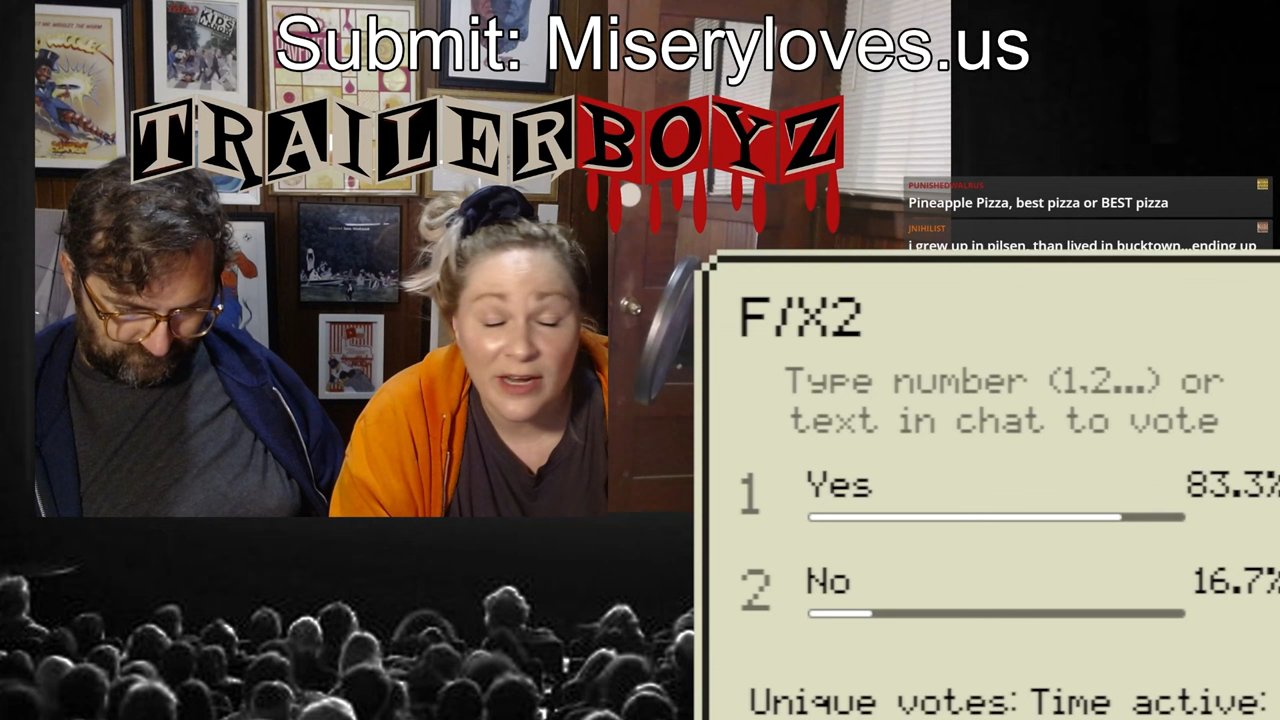 Submit: Miseryloves.us
TRAILERBOYZ
PUNISHEDWALRUS
Pineapple Pizza, best pizza or BEST pizza
JNIHILIST
i grew up in pilsen, than lived in bucktown...ending up
F/X2
Type number (1,2...) or
text in chat to vote
1 Yes 83.3%
2 No 16.7%
Unique votes: Time active: